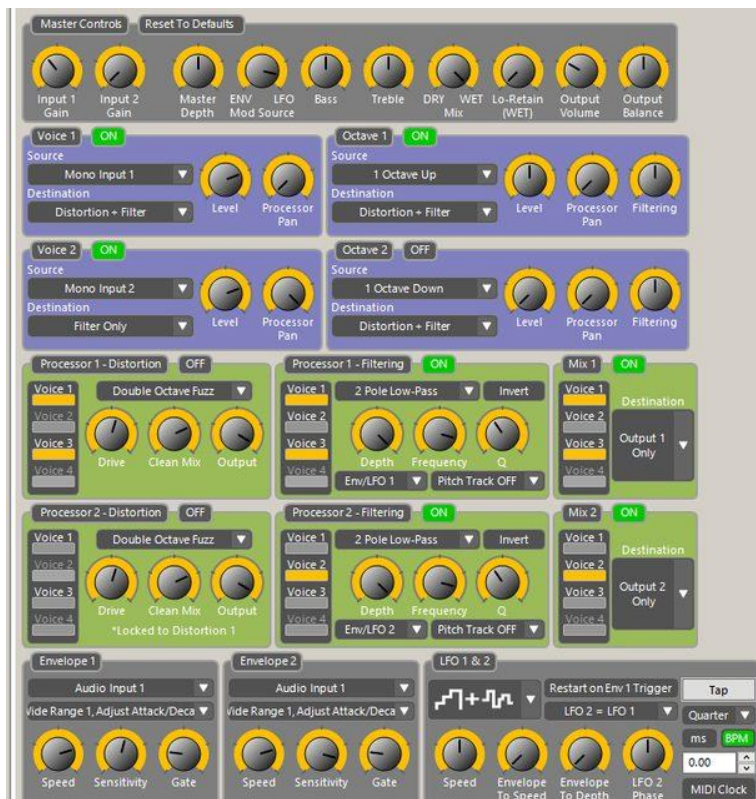 Master Controls Reset To Defaults
Input 1 Gain
Input 2 Gain
Master Depth
ENV LFO Mod Source
Bass
Treble
DRY WET Mix
Lo-Retain (WET)
Output Volume
Output Balance
Voice 1 ON
Source
Mono Input 1
Destination
Distortion + Filter
Level
Processor Pan
Octave 1 ON
Source
1 Octave Up
Destination
Distortion + Filter
Level
Processor Pan
Filtering
Voice 2 ON
Source
Mono Input 2
Destination
Filter Only
Level
Processor Pan
Octave 2 OFF
Source
1 Octave Down
Destination
Distortion + Filter
Level
Processor Pan
Filtering
Processor 1 - Distortion OFF
Voice 1
Voice 2
Voice 3
Voice 4
Double Octave Fuzz
Drive Clean Mix Output
Processor 1 - Filtering ON
Voice 1
Voice 2
Voice 3
Voice 4
2 Pole Low-Pass Invert
Depth Frequency Q
Env/LFO 1 Pitch Track OFF
Mix 1 ON
Voice 1
Voice 2
Voice 3
Voice 4
Destination
Output 1 Only
Processor 2 - Distortion OFF
Voice 1
Voice 2
Voice 3
Voice 4
Double Octave Fuzz
Drive Clean Mix Output
*Locked to Distortion 1
Processor 2 - Filtering ON
Voice 1
Voice 2
Voice 3
Voice 4
2 Pole Low-Pass Invert
Depth Frequency Q
Env/LFO 2 Pitch Track OFF
Mix 2 ON
Voice 1
Voice 2
Voice 3
Voice 4
Destination
Output 2 Only
Envelope 1
Audio Input 1
Wide Range 1, Adjust Attack/Deca
Speed Sensitivity Gate
Envelope 2
Audio Input 1
Wide Range 1, Adjust Attack/Deca
Speed Sensitivity Gate
LFO 1 & 2
Restart on Env 1 Trigger
LFO 2 = LFO 1
Speed
Envelope To Speed
Envelope To Depth
LFO 2 Phase
Tap
Quarter
ms BPM
0.00
MIDI Clock